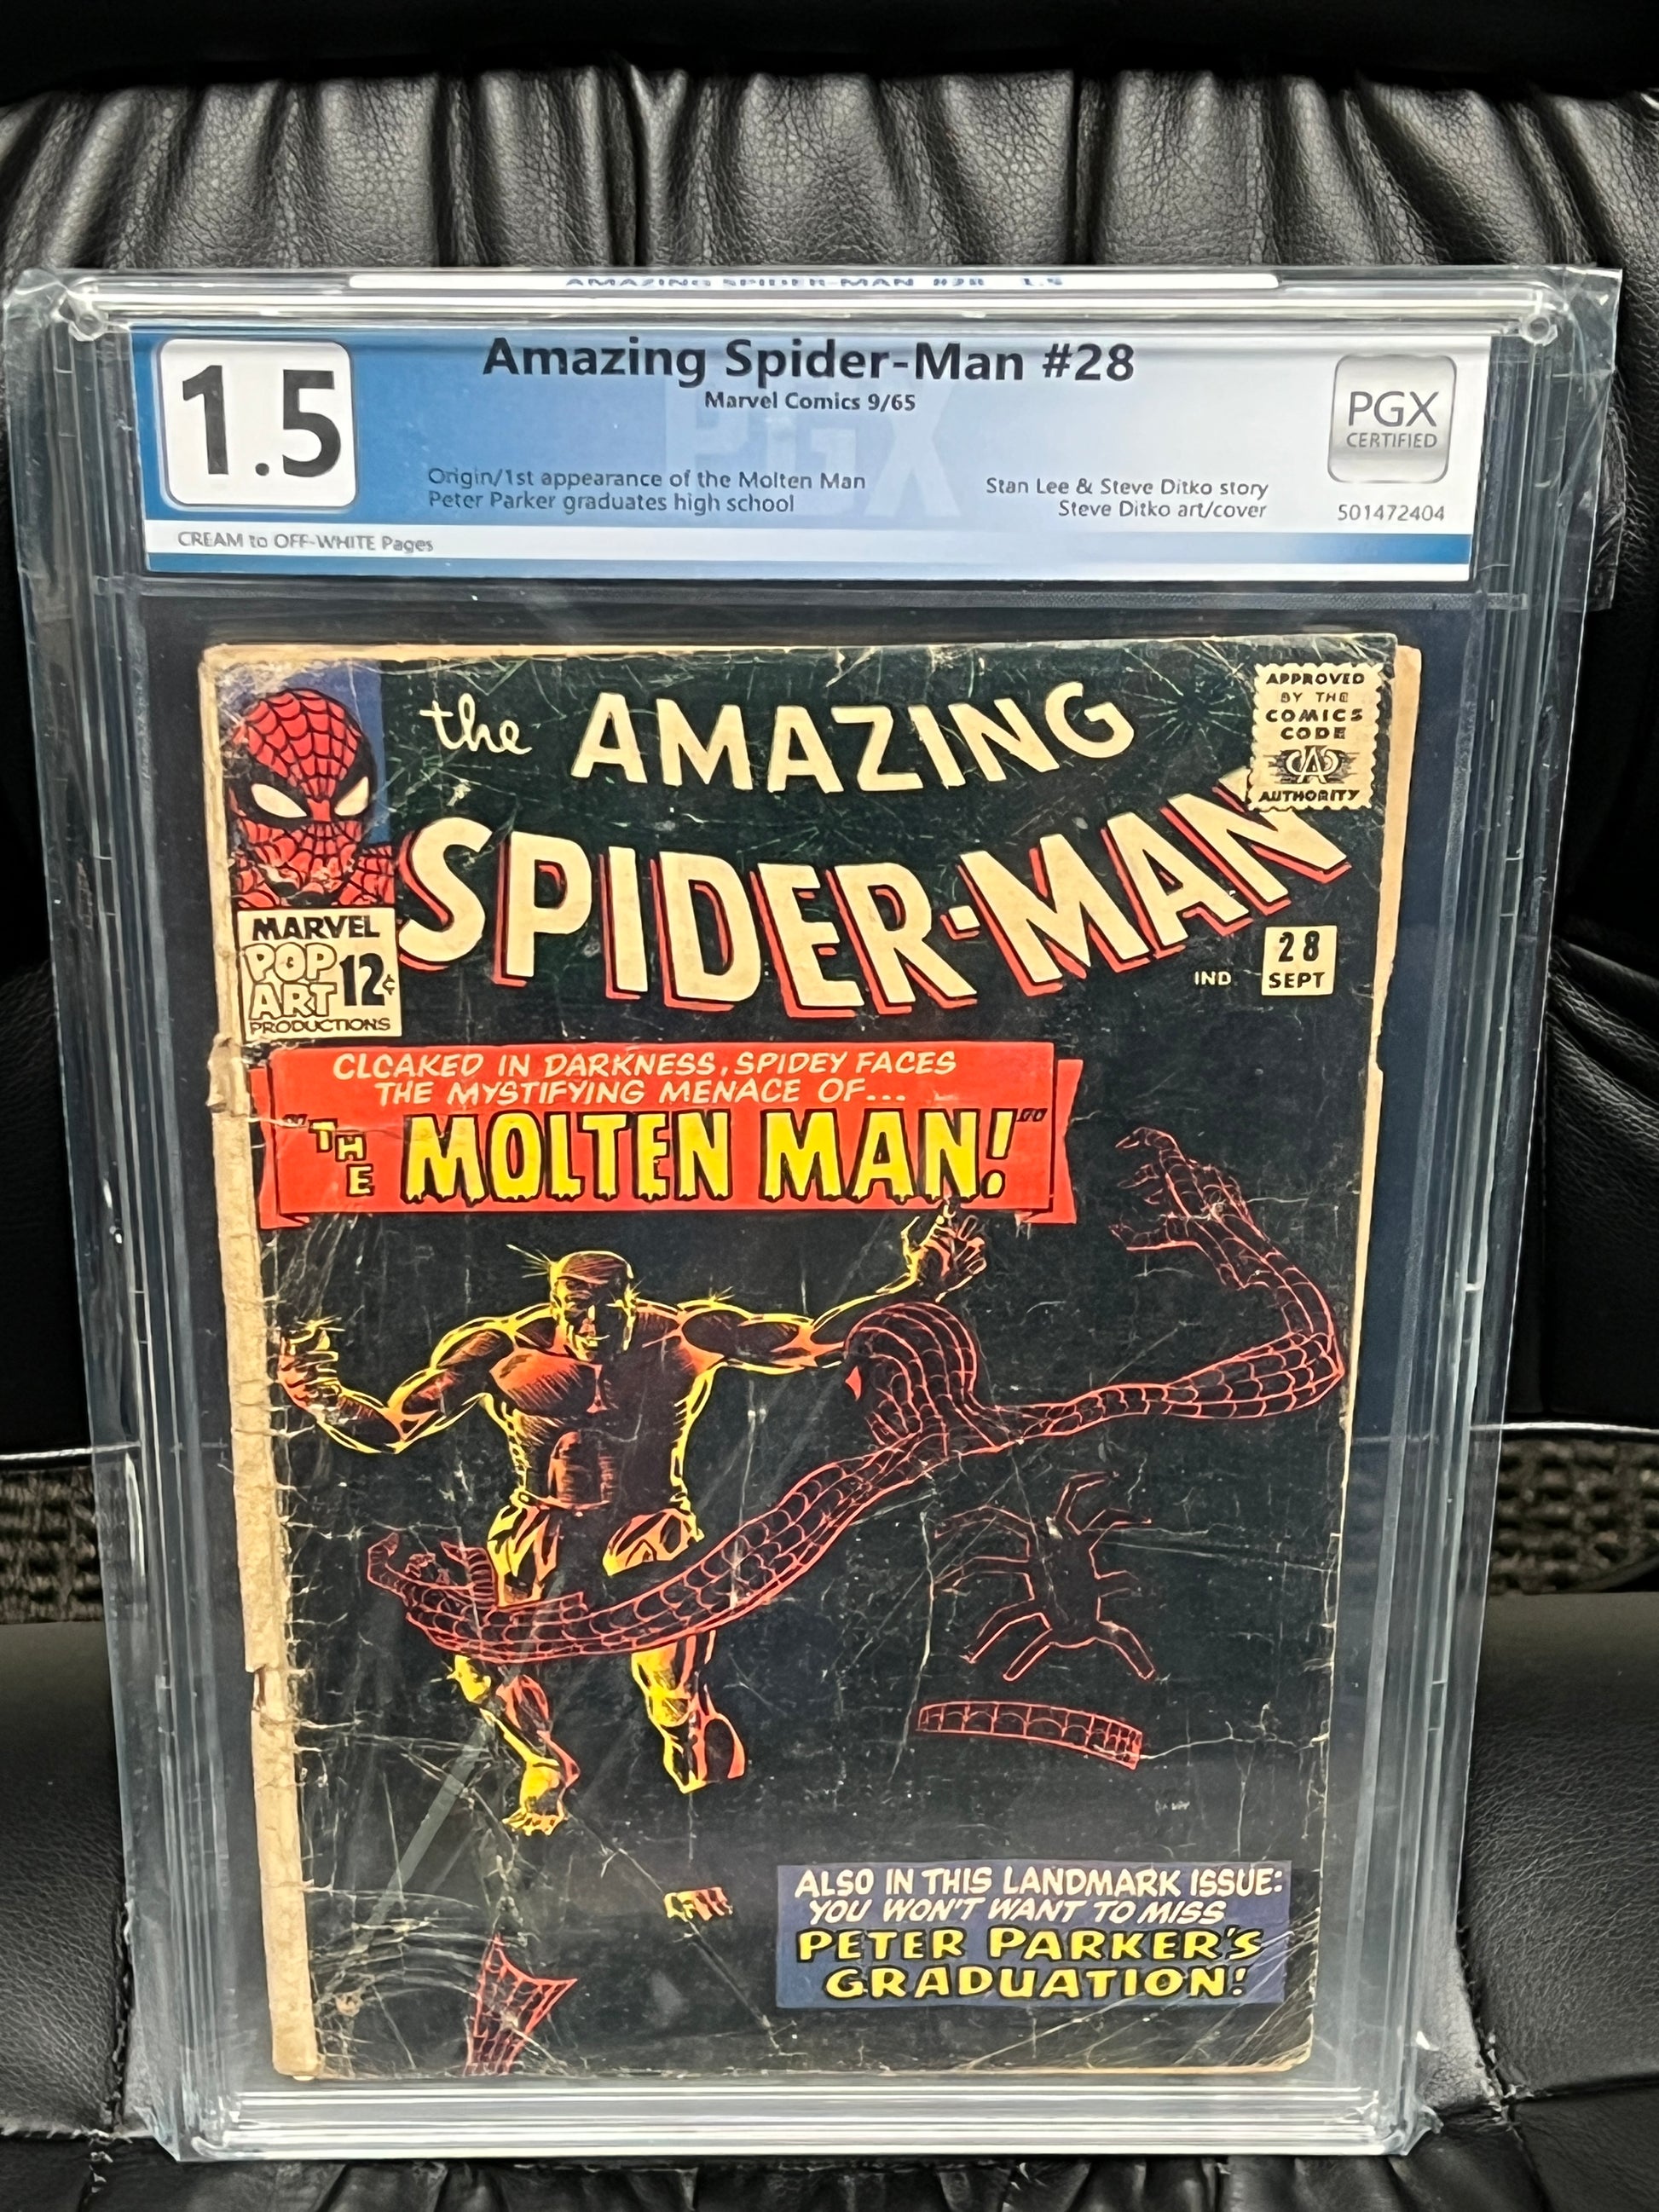 AMAZING SPIDER-MAN #28 1.5
1.5
Amazing Spider-Man #28
Marvel Comics 9/65
PGX
PGX
CERTIFIED
Origin/1st appearance of the Molten Man
Peter Parker graduates high school
Stan Lee & Steve Ditko story
Steve Ditko art/cover
501472404
CREAM to OFF-WHITE Pages
the AMAZING
SPIDER-MAN
APPROVED
BY THE
COMICS
CODE
CA
AUTHORITY
MARVEL
POP
ART
12¢
PRODUCTIONS
IND.
28
SEPT
CLOAKED IN DARKNESS, SPIDEY FACES
THE MYSTIFYING MENACE OF...
"THE MOLTEN MAN!"
ALSO IN THIS LANDMARK ISSUE:
YOU WON'T WANT TO MISS
PETER PARKER'S
GRADUATION!